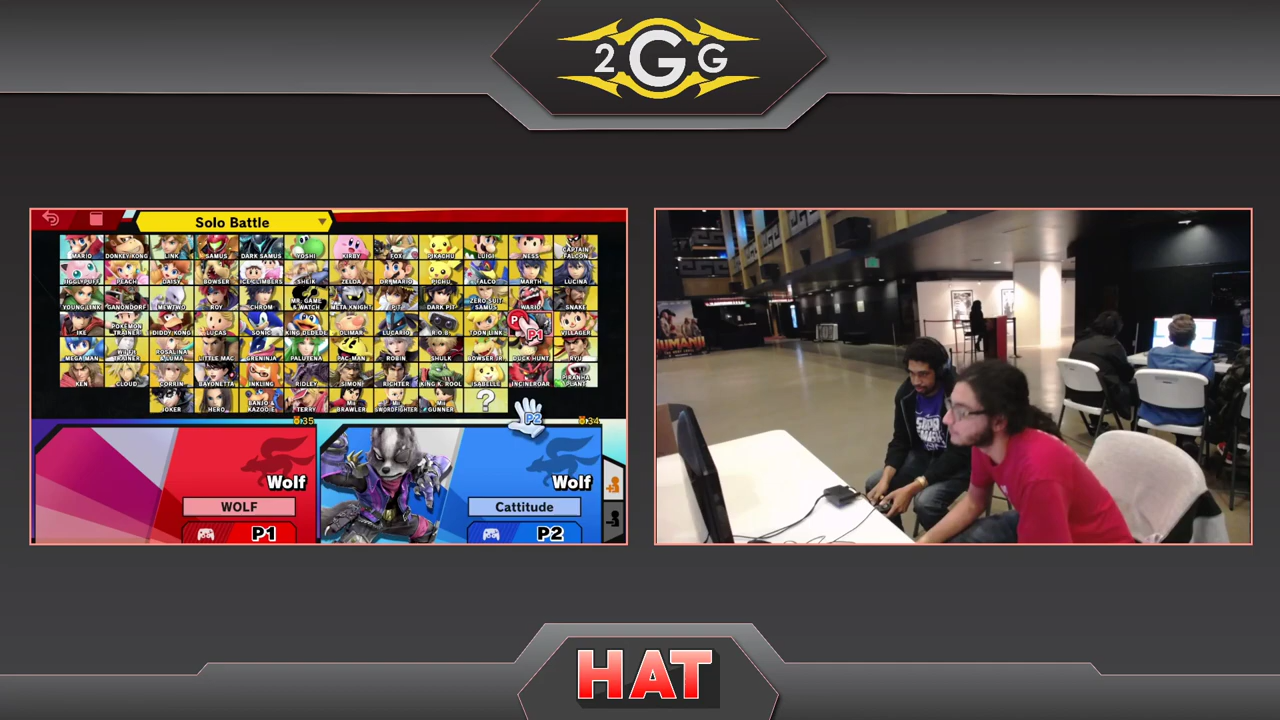 2GG
Solo Battle
MARIO DONKEY KONG LINK SAMUS DARK SAMUS YOSHI KIRBY FOX PIKACHU LUIGI NESS CAPTAIN FALCON
JIGGLYPUFF PEACH DAISY BOWSER ICE CLIMBERS SHEIK ZELDA DR. MARIO PICHU FALCO MARTH LUCINA
YOUNG LINK GANONDORF MEWTWO ROY CHROM MR. GAME & WATCH META KNIGHT PIT DARK PIT ZERO SUIT SAMUS WARIO SNAKE
IKE POKÉMON TRAINER DIDDY KONG LUCAS SONIC KING DEDEDE OLIMAR LUCARIO R.O.B. TOON LINK P P1 VILLAGER
MEGA MAN WII FIT TRAINER ROSALINA & LUMA LITTLE MAC GRENINJA PALUTENA PAC-MAN ROBIN SHULK BOWSER JR. DUCK HUNT RYU
KEN CLOUD CORRIN BAYONETTA INKLING RIDLEY SIMON RICHTER KING K. ROOL ISABELLE INCINEROAR PIRANHA PLANT
JOKER HERO BANJO & KAZOOIE TERRY Mii BRAWLER Mii SWORDFIGHTER Mii GUNNER ? P2
35
34
Wolf
WOLF
P1
Wolf
Cattitude
P2
JUMANJI
SUPER
SMASH
HAT